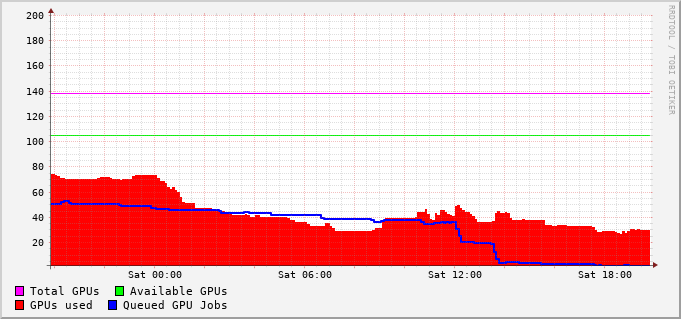 200
180
160
140
120
100
80
60
40
20
Sat 00:00 Sat 06:00 Sat 12:00 Sat 18:00
Total GPUs Available GPUs
GPUs used Queued GPU Jobs
RRDTOOL / TOBI OETIKER